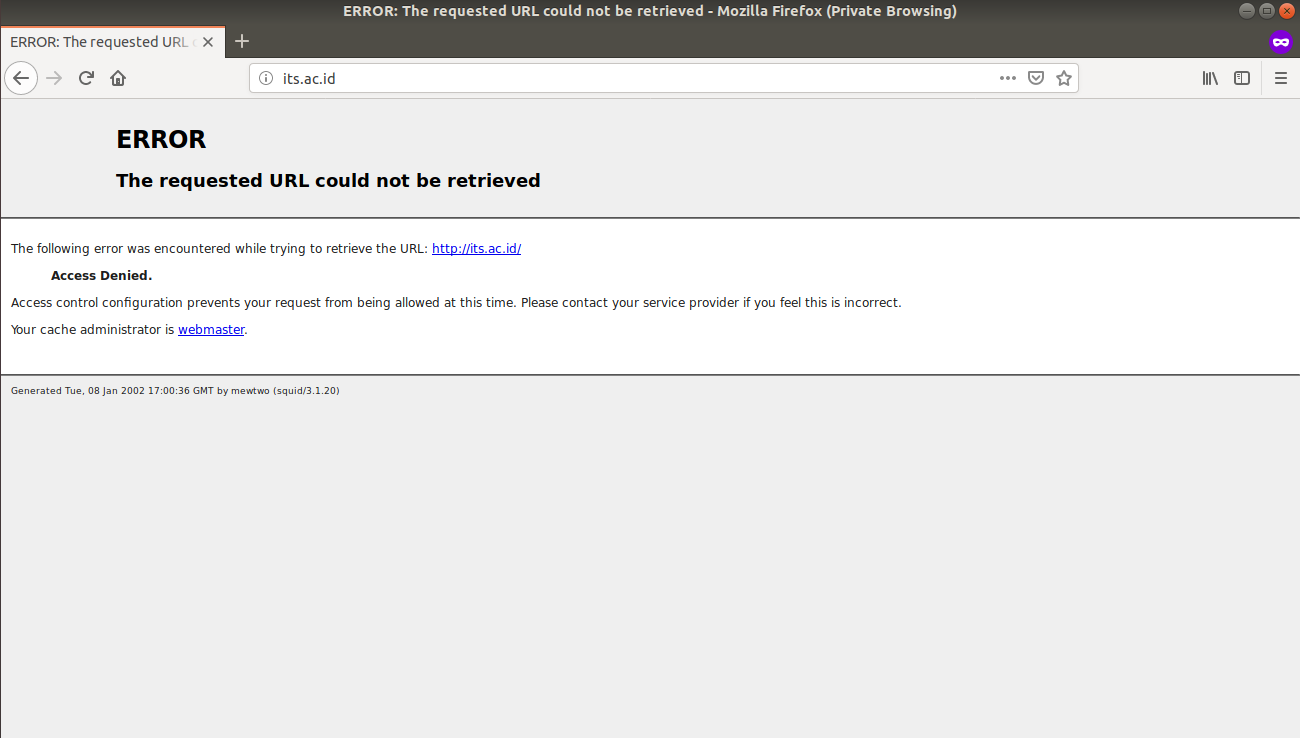 ERROR: The requested URL could not be retrieved - Mozilla Firefox (Private Browsing)
ERROR: The requested URL
its.ac.id
ERROR
The requested URL could not be retrieved
The following error was encountered while trying to retrieve the URL: http://its.ac.id/
Access Denied.
Access control configuration prevents your request from being allowed at this time. Please contact your service provider if you feel this is incorrect.
Your cache administrator is webmaster.
Generated Tue, 08 Jan 2002 17:00:36 GMT by mewtwo (squid/3.1.20)